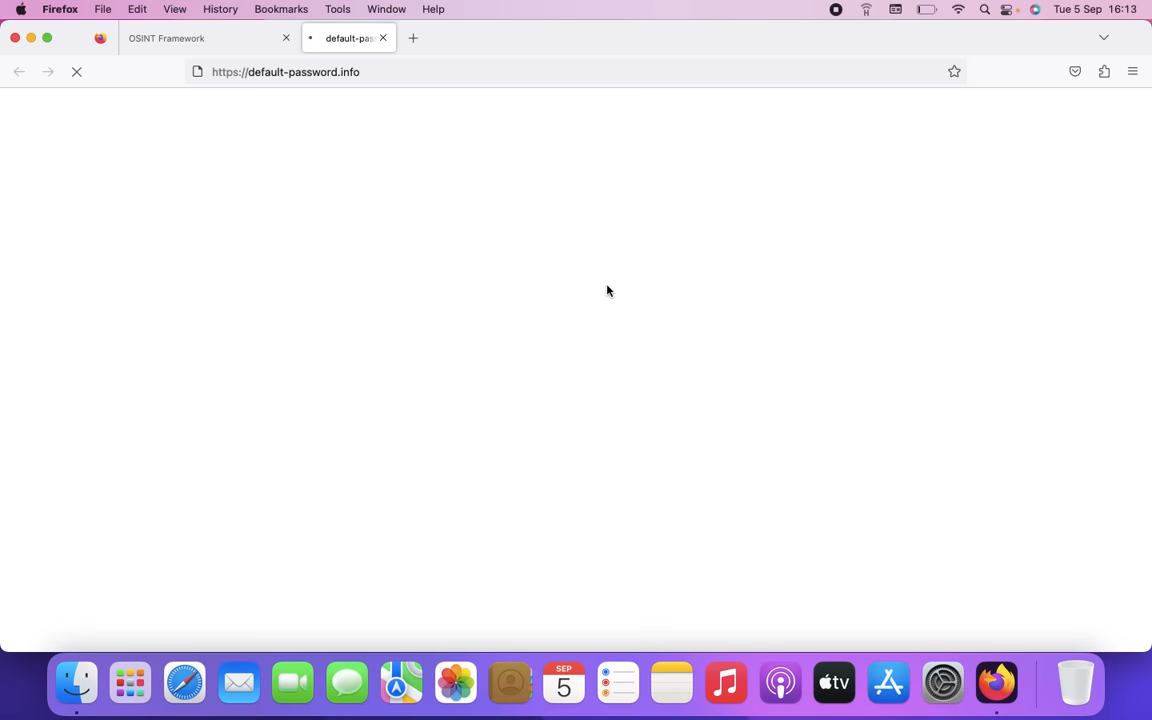 Firefox File Edit View History Bookmarks Tools Window Help Tue 5 Sep 16:13
OSINT Framework default-pas
https://default-password.info
SEP
5
tv